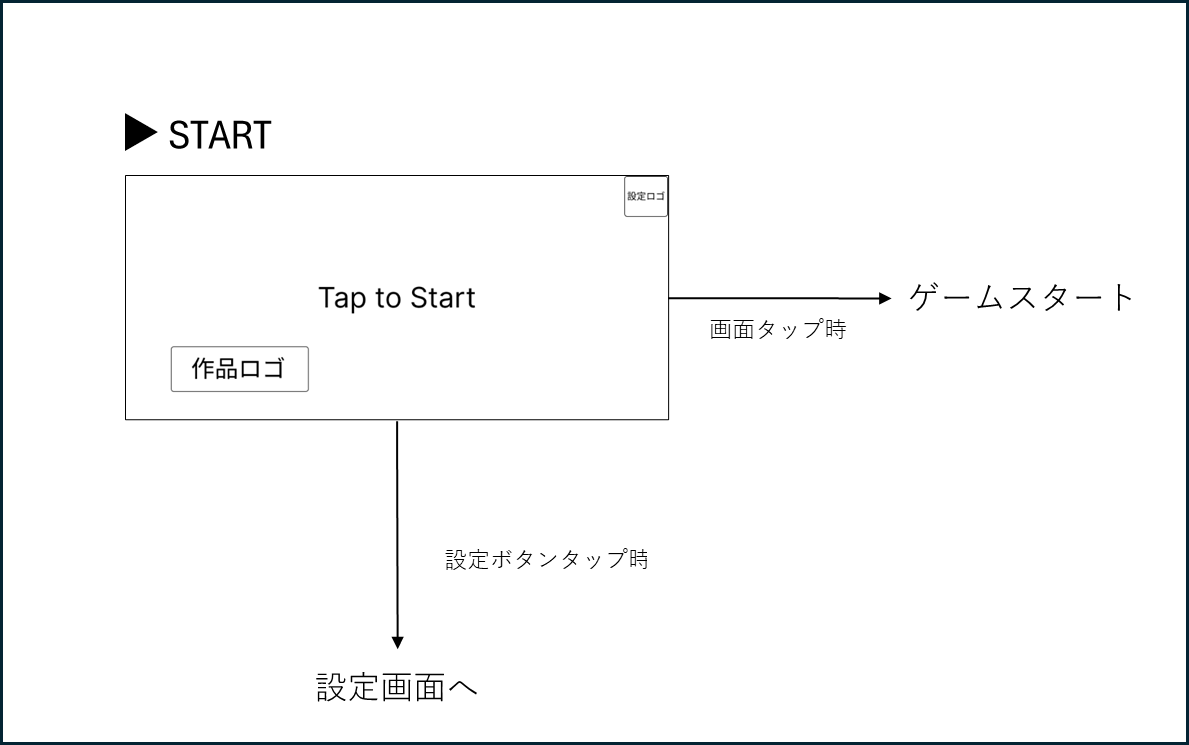 START
設定ロゴ
Tap to Start
ゲームスタート
画面タップ時
作品ロゴ
設定ボタンタップ時
設定画面へ